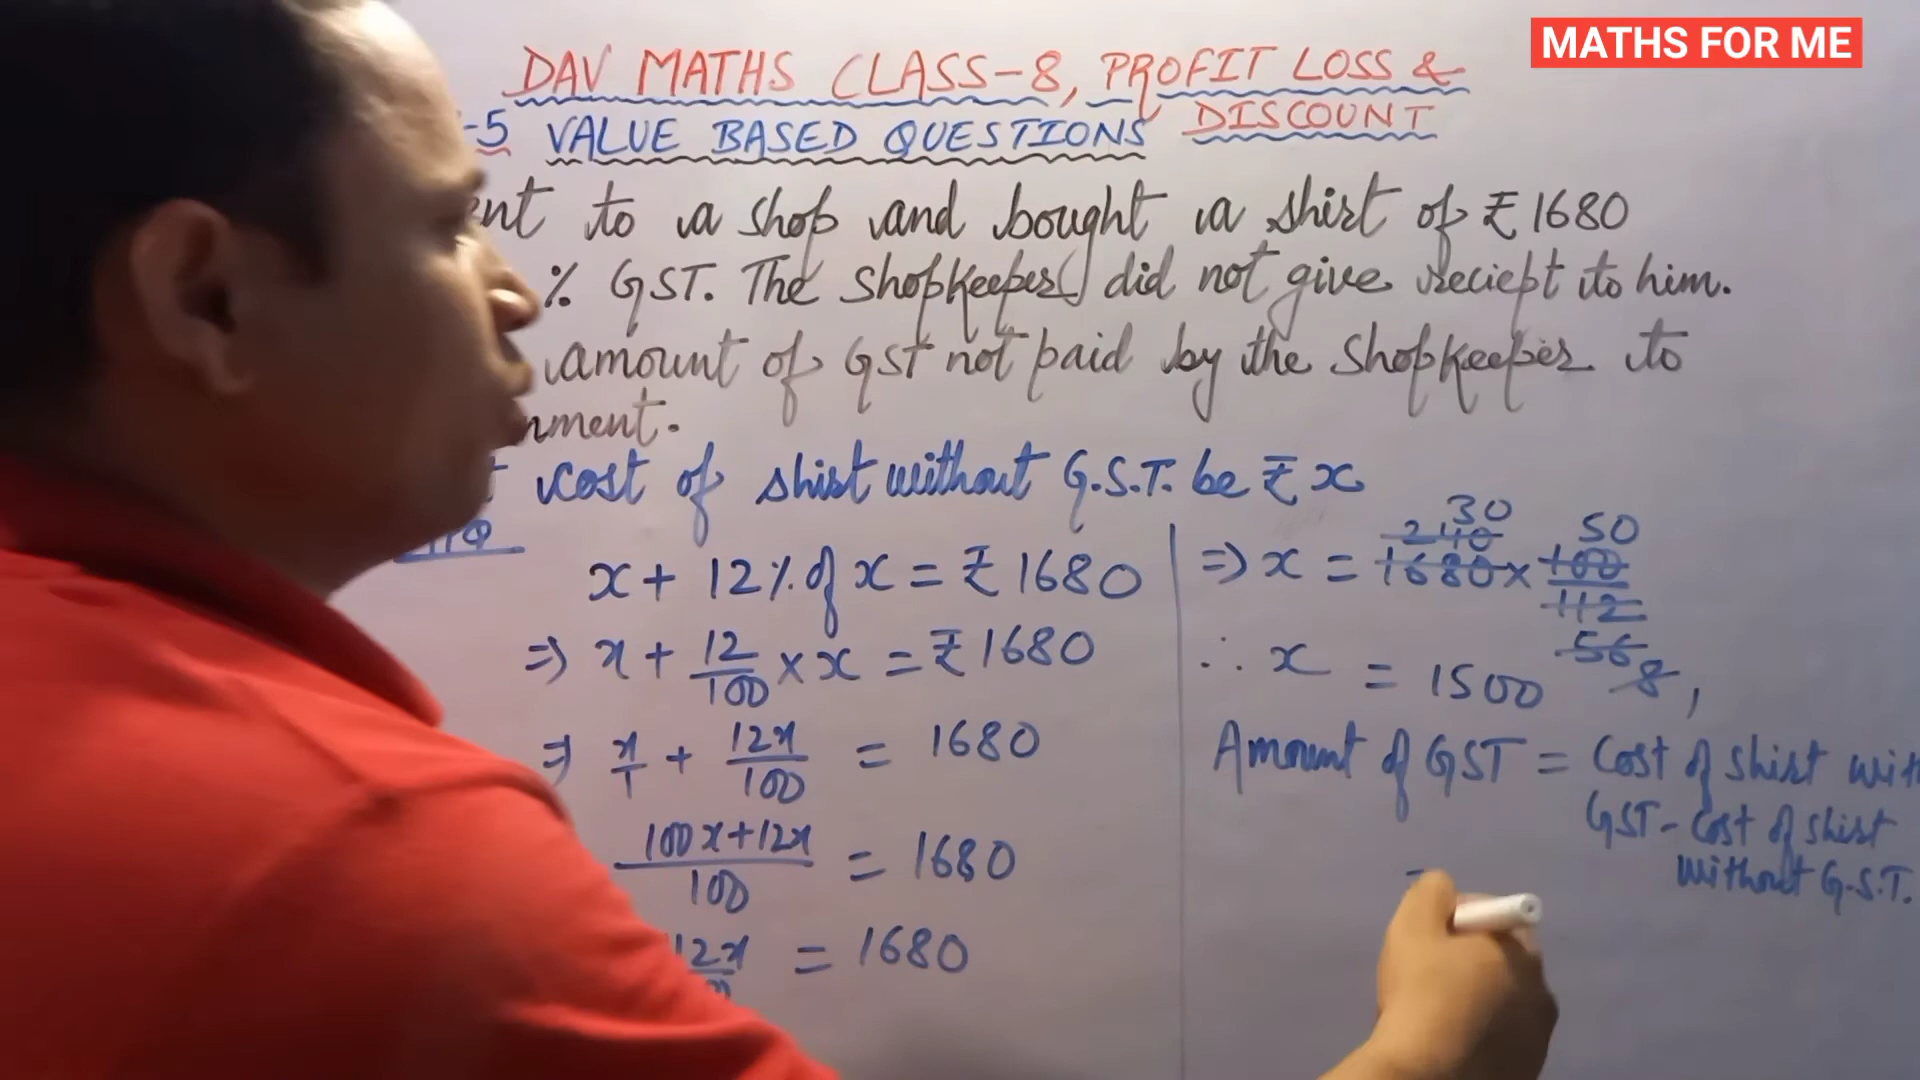 MATHS FOR ME
DAV MATHS CLASS-8, PROFIT LOSS &
DISCOUNT
-5 VALUE BASED QUESTIONS
ent to a shop and bought a shirt of ₹ 1680
% GST. The Shopkeeper() did not give reciept to him.
amount of GST not paid by the Shopkeeper to
nment.
cost of shirt without G.S.T. be ₹ x
x + 12% of x = ₹ 1680
⇒ x + 12/100 × x = ₹ 1680
⇒ x/1 + 12x/100 = 1680
100x+12x/100 = 1680
12x = 1680
30
240 50
⇒ x = 1680 × 100/112
56
8,
∴ x = 1500
Amount of GST = Cost of shirt wit
GST - Cost of shirt
without G.S.T.